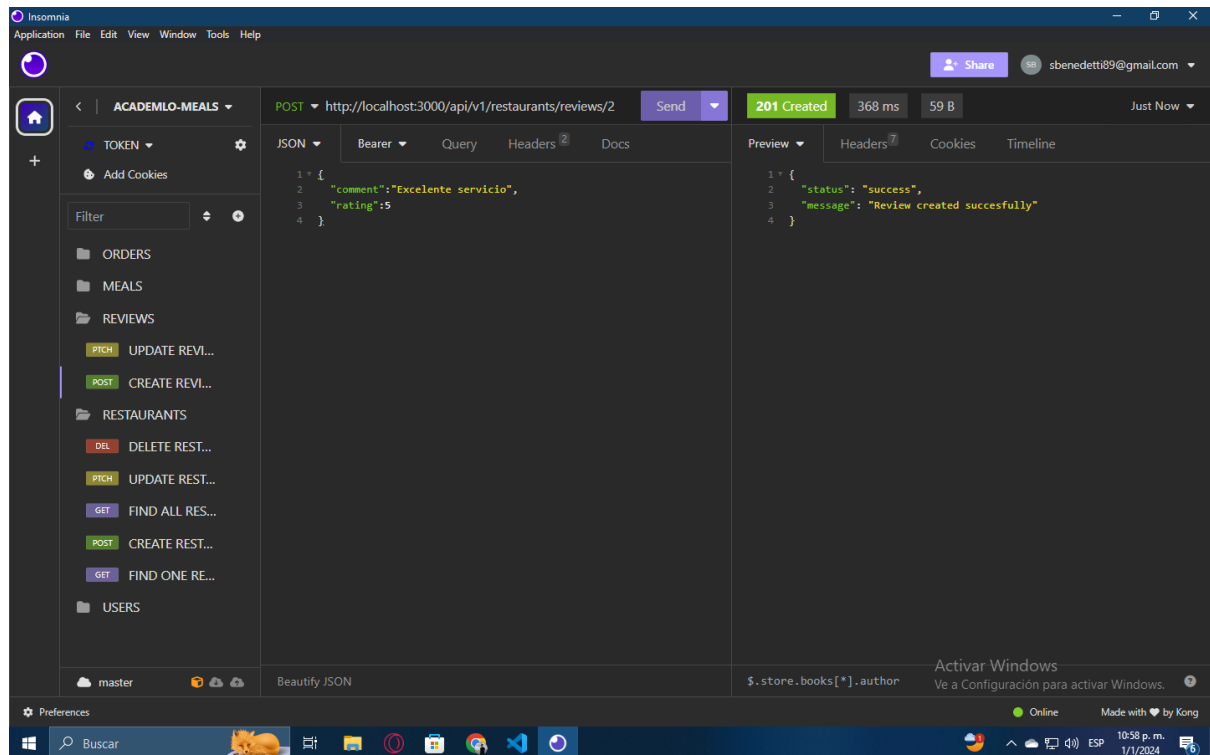 Insomnia
Application File Edit View Window Tools Help
Share
SB
sbenedetti89@gmail.com
ACADEMLO-MEALS
POST http://localhost:3000/api/v1/restaurants/reviews/2 Send
201 Created 368 ms 59 B
Just Now
TOKEN
Add Cookies
JSON Bearer Query Headers 2 Docs
Preview Headers 7 Cookies Timeline
1 {
2 "comment":"Excelente servicio",
3 "rating":5
4 }
1 {
2 "status": "success",
3 "message": "Review created succesfully"
4 }
Filter
ORDERS
MEALS
REVIEWS
PTCH UPDATE REVI...
POST CREATE REVI...
RESTAURANTS
DEL DELETE REST...
PTCH UPDATE REST...
GET FIND ALL RES...
POST CREATE REST...
GET FIND ONE RE...
USERS
master
Beautify JSON
$.store.books[*].author
Activar Windows
Ve a Configuración para activar Windows.
Preferences
Online
Made with ♥ by Kong
Buscar
ESP
10:58 p. m.
1/1/2024
6